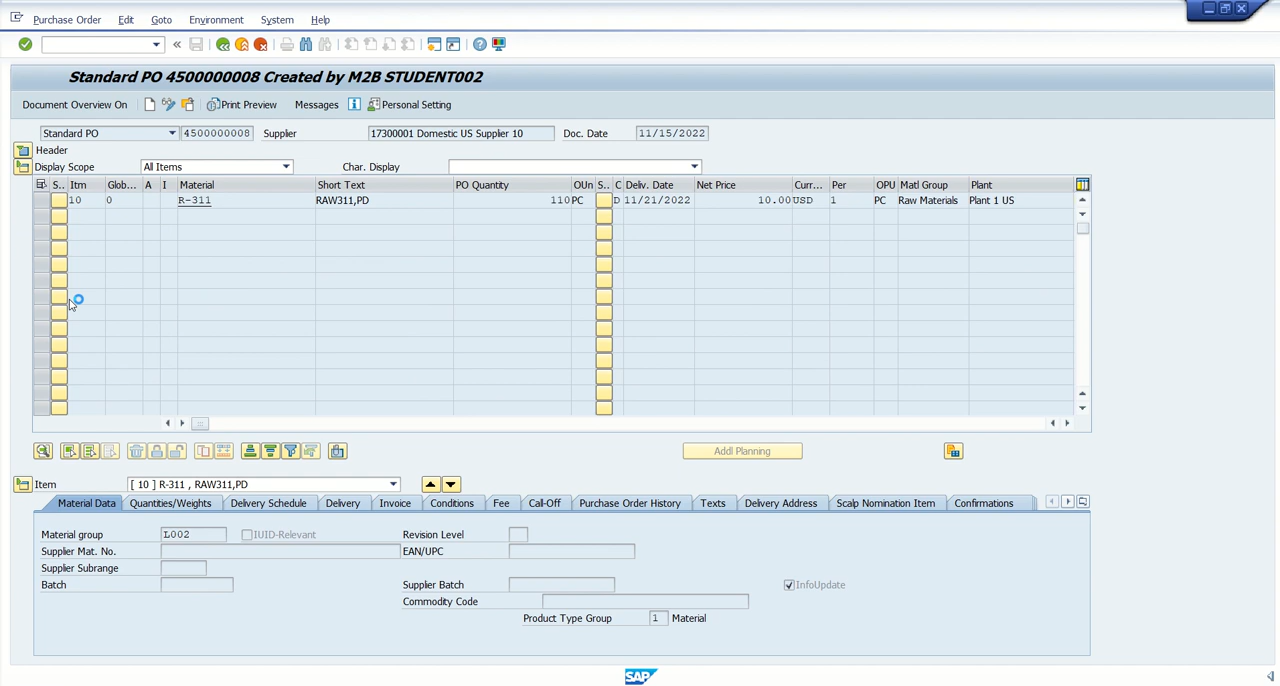 Purchase Order Edit Goto Environment System Help
Standard PO 4500000008 Created by M2B STUDENT002
Document Overview On Print Preview Messages Personal Setting
Standard PO 4500000008 Supplier 17300001 Domestic US Supplier 10 Doc. Date 11/15/2022
Header
Display Scope All Items Char. Display
S.. Itm Glob... A I Material Short Text PO Quantity OUn S.. C Deliv. Date Net Price Curr... Per OPU Matl Group Plant
10 0 R-311 RAW311,PD 110 PC D 11/21/2022 10.00 USD 1 PC Raw Materials Plant 1 US
Addl Planning
Item [ 10 ] R-311 , RAW311,PD
Material Data Quantities/Weights Delivery Schedule Delivery Invoice Conditions Fee Call-Off Purchase Order History Texts Delivery Address Scalp Nomination Item Confirmations
Material group L002 IUID-Relevant Revision Level
Supplier Mat. No. EAN/UPC
Supplier Subrange
Batch Supplier Batch InfoUpdate
Commodity Code
Product Type Group 1 Material
SAP